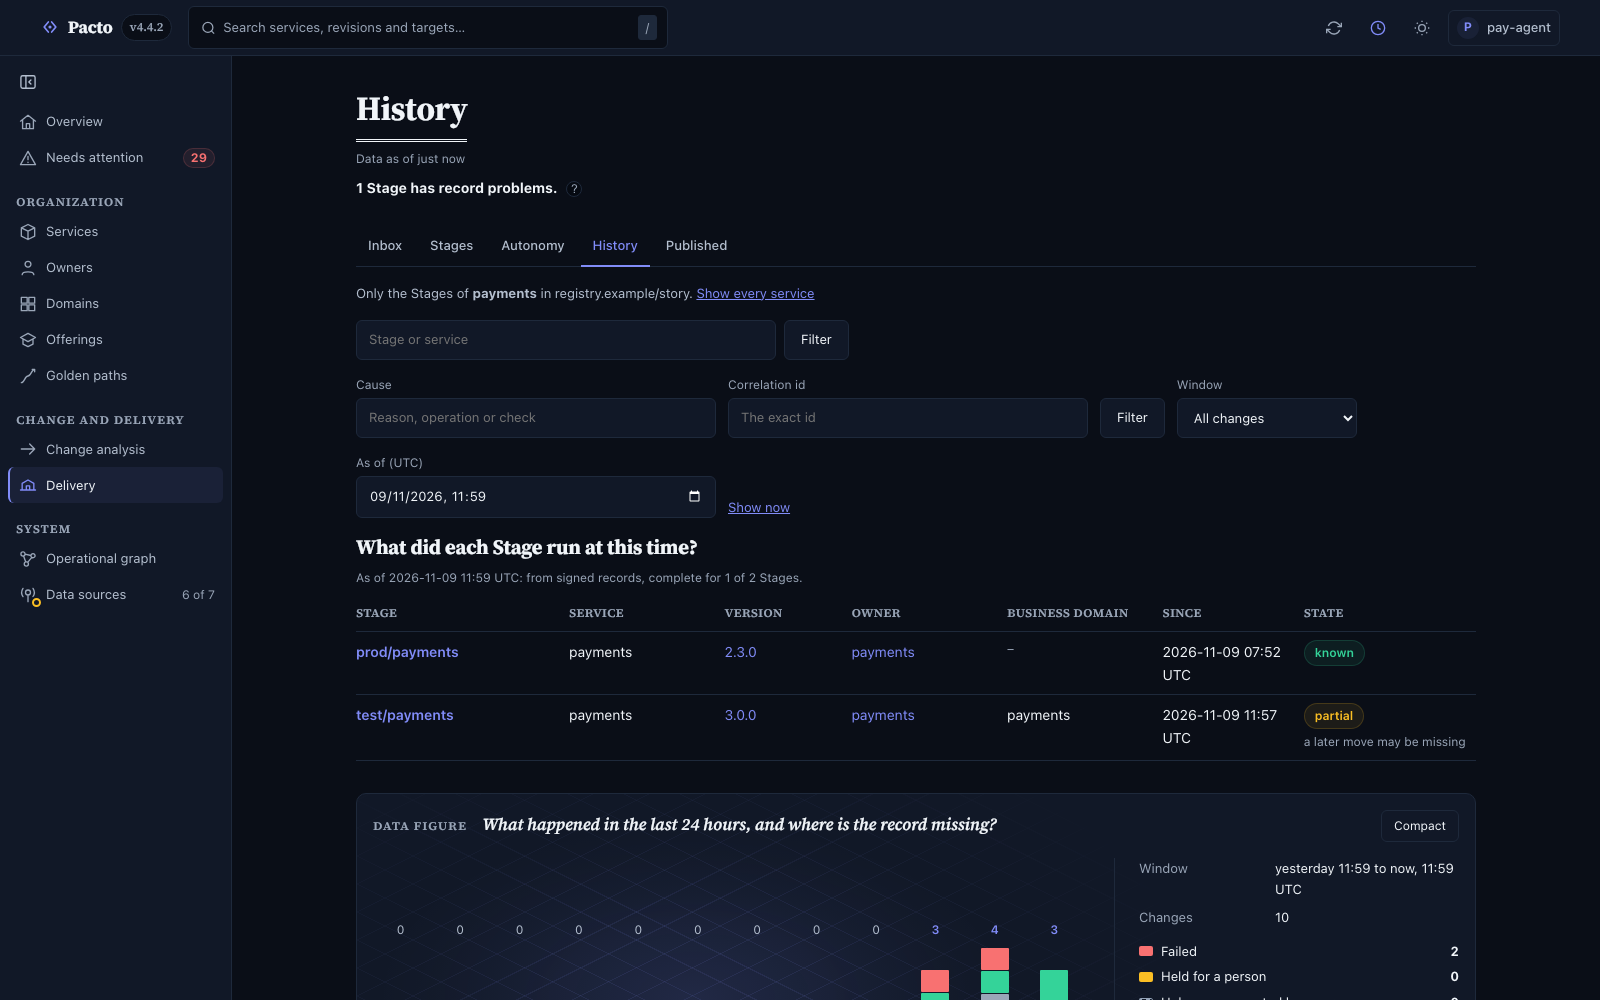 Pacto v4.4.2
Search services, revisions and targets... /
P pay-agent
Overview
Needs attention 29
ORGANIZATION
Services
Owners
Domains
Offerings
Golden paths
CHANGE AND DELIVERY
Change analysis
Delivery
SYSTEM
Operational graph
Data sources 6 of 7
History
Data as of just now
1 Stage has record problems. ?
Inbox Stages Autonomy History Published
Only the Stages of payments in registry.example/story. Show every service
Stage or service Filter
Cause Correlation id Window
Reason, operation or check The exact id Filter All changes
As of (UTC)
09/11/2026, 11:59 Show now
What did each Stage run at this time?
As of 2026-11-09 11:59 UTC: from signed records, complete for 1 of 2 Stages.
STAGE SERVICE VERSION OWNER BUSINESS DOMAIN SINCE STATE
prod/payments payments 2.3.0 payments – 2026-11-09 07:52 UTC known
test/payments payments 3.0.0 payments payments 2026-11-09 11:57 UTC partial
a later move may be missing
DATA FIGURE What happened in the last 24 hours, and where is the record missing? Compact
Window yesterday 11:59 to now, 11:59 UTC
Changes 10
0 0 0 0 0 0 0 0 0 3 4 3
Failed 2
Held for a person 0